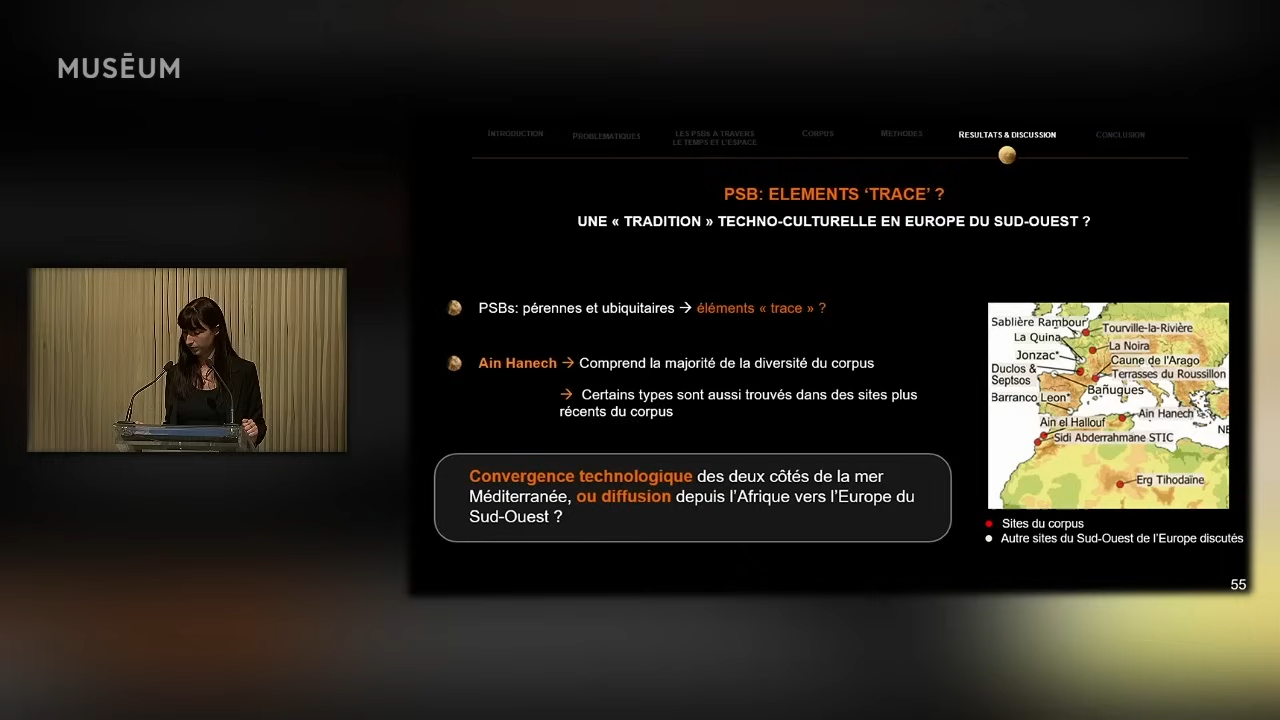 MUSĒUM
INTRODUCTION
PROBLEMATIQUES
LES PSBS A TRAVERS
LE TEMPS ET L'ESPACE
CORPUS
METHODES
RESULTATS & DISCUSSION
CONCLUSION
PSB: ELEMENTS ‘TRACE’ ?
UNE « TRADITION » TECHNO-CULTURELLE EN EUROPE DU SUD-OUEST ?
PSBs: pérennes et ubiquitaires → éléments « trace » ?
Ain Hanech → Comprend la majorité de la diversité du corpus
→ Certains types sont aussi trouvés dans des sites plus
récents du corpus
Convergence technologique des deux côtés de la mer
Méditerranée, ou diffusion depuis l’Afrique vers l’Europe du
Sud-Ouest ?
Sablière Rambour
Tourville-la-Rivière
La Quina
La Noira
Jonzac*
Caune de l'Arago
Duclos &
Septsos
Terrasses du Roussillon
Bañugues
Barranco Leon*
Ain Hanech
Ain el Hallouf
NE
Sidi Abderrahmane STIC
Erg Tihodaïne
Sites du corpus
Autre sites du Sud-Ouest de l’Europe discutés
55